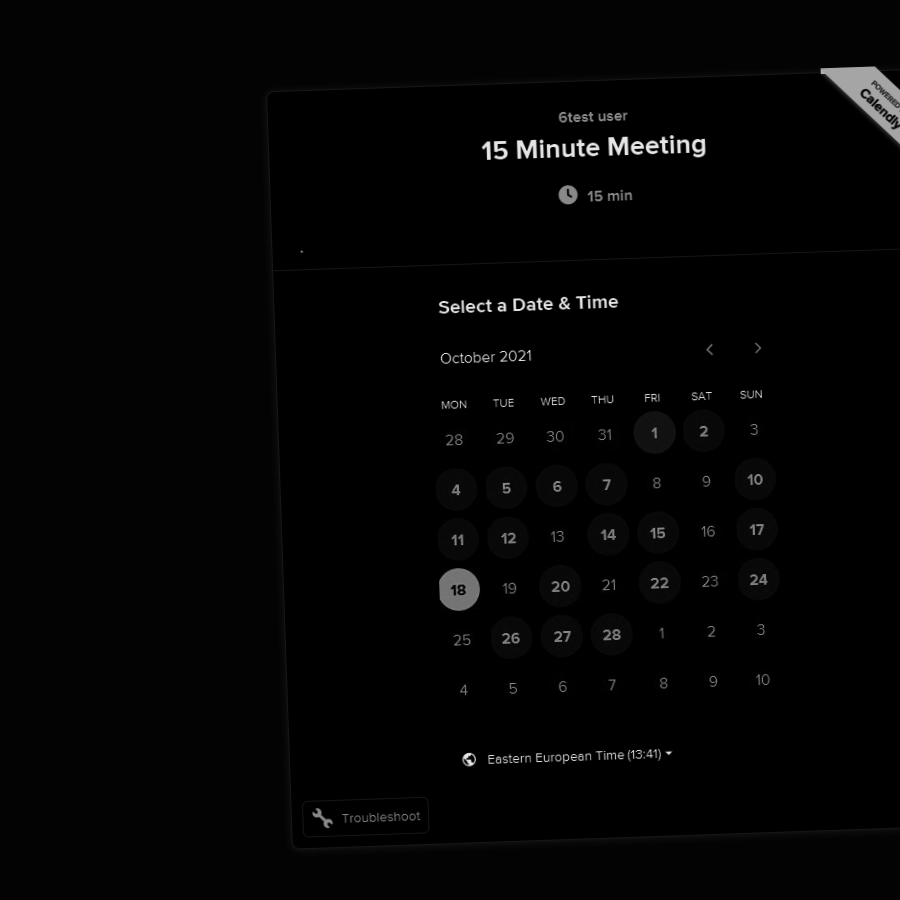 POWERED
Calendly
6test user
15 Minute Meeting
15 min
Select a Date & Time
October 2021
MON TUE WED THU FRI SAT SUN
28 29 30 31 1 2 3
4 5 6 7 8 9 10
11 12 13 14 15 16 17
18 19 20 21 22 23 24
25 26 27 28 1 2 3
4 5 6 7 8 9 10
Eastern European Time (13:41)
Troubleshoot